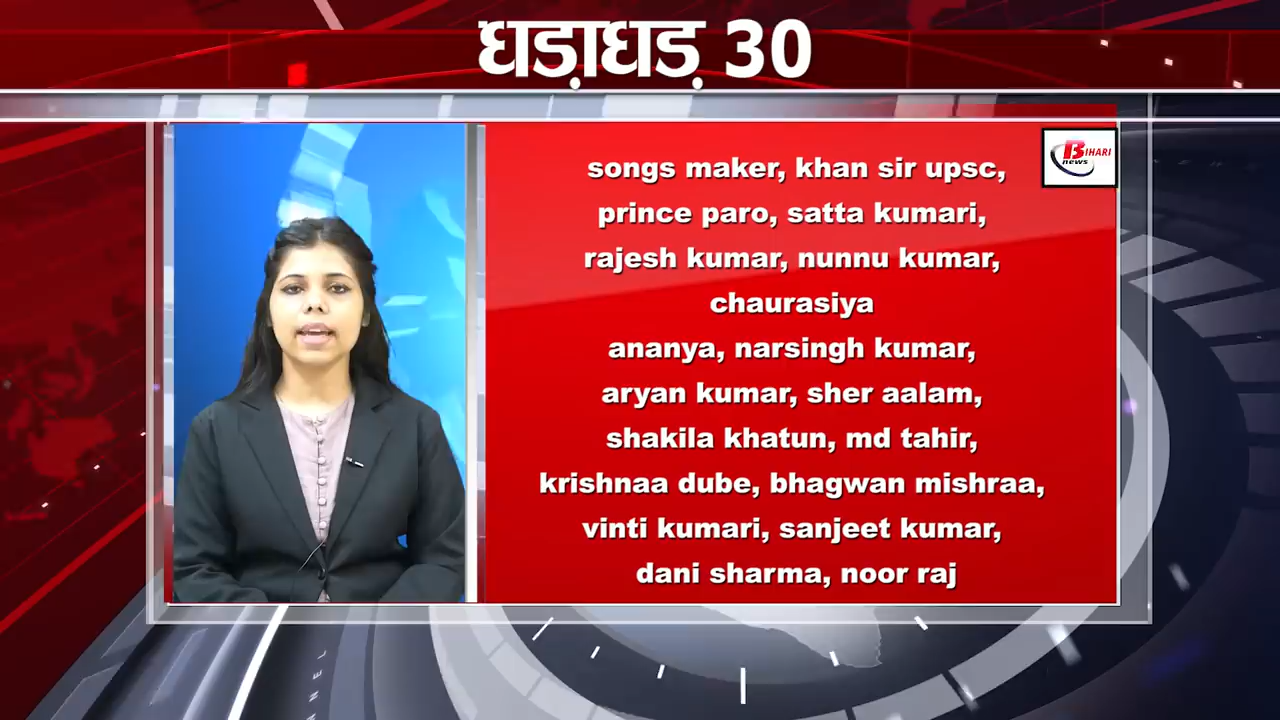 धड़ाधड़ 30
BIHARI
news
songs maker, khan sir upsc,
prince paro, satta kumari,
rajesh kumar, nunnu kumar,
chaurasiya
ananya, narsingh kumar,
aryan kumar, sher aalam,
shakila khatun, md tahir,
krishnaa dube, bhagwan mishraa,
vinti kumari, sanjeet kumar,
dani sharma, noor raj